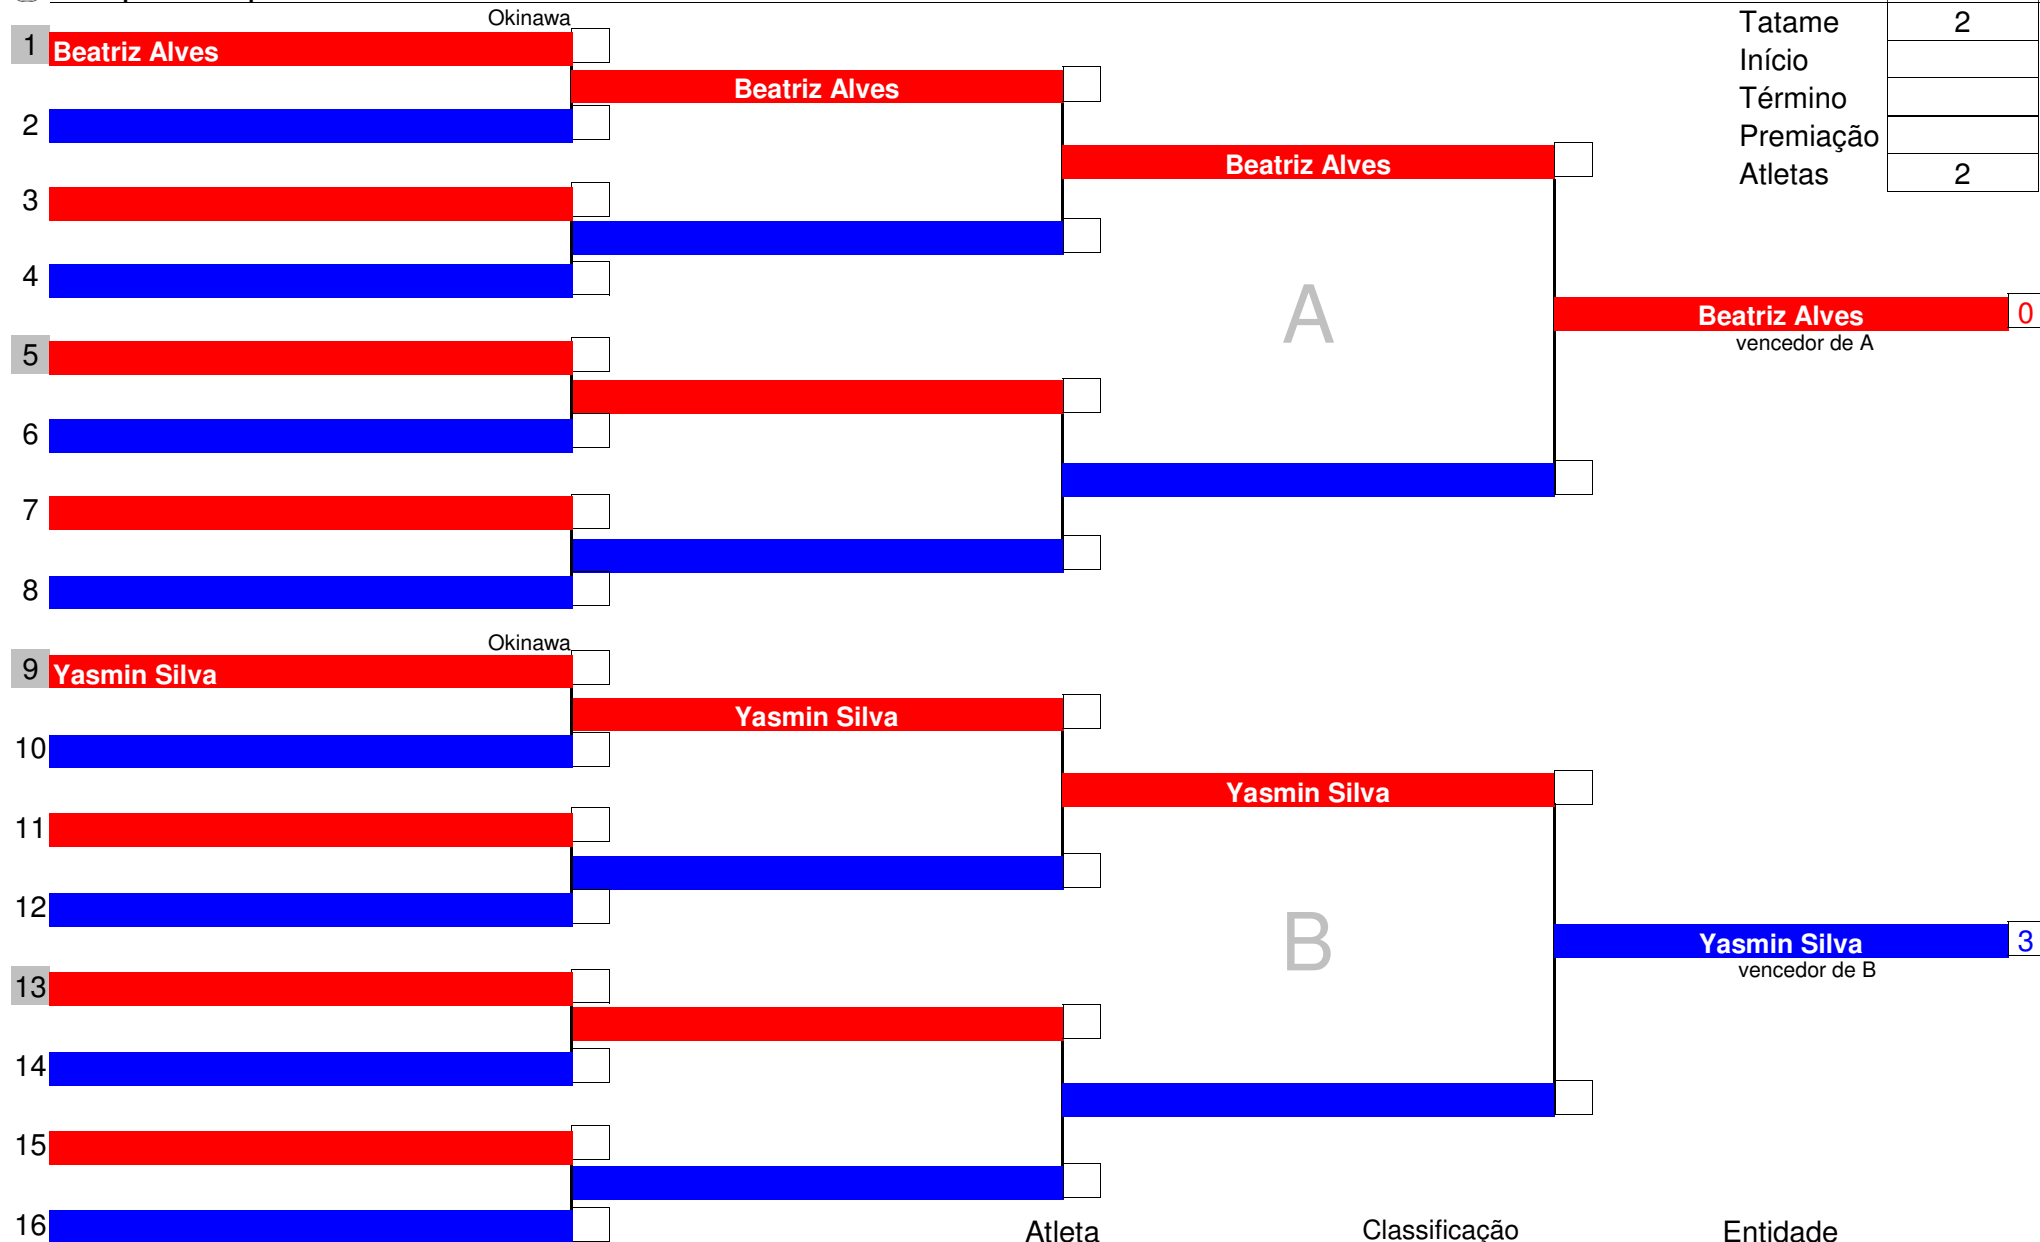 Okinawa
1 Beatriz Alves
Beatriz Alves
2
Beatriz Alves
3
4
Beatriz Alves 0
vencedor de A
A
5
6
7
8
Okinawa
9 Yasmin Silva
Yasmin Silva
10
Yasmin Silva
11
12
B
Yasmin Silva 3
vencedor de B
13
14
15
16
Tatame 2
Início
Término
Premiação
Atletas 2
Atleta Classificação Entidade